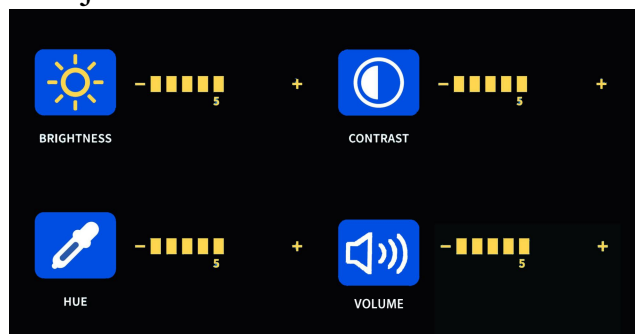 - 5 +
- 5 +
BRIGHTNESS
CONTRAST
- 5 +
- 5 +
HUE
VOLUME